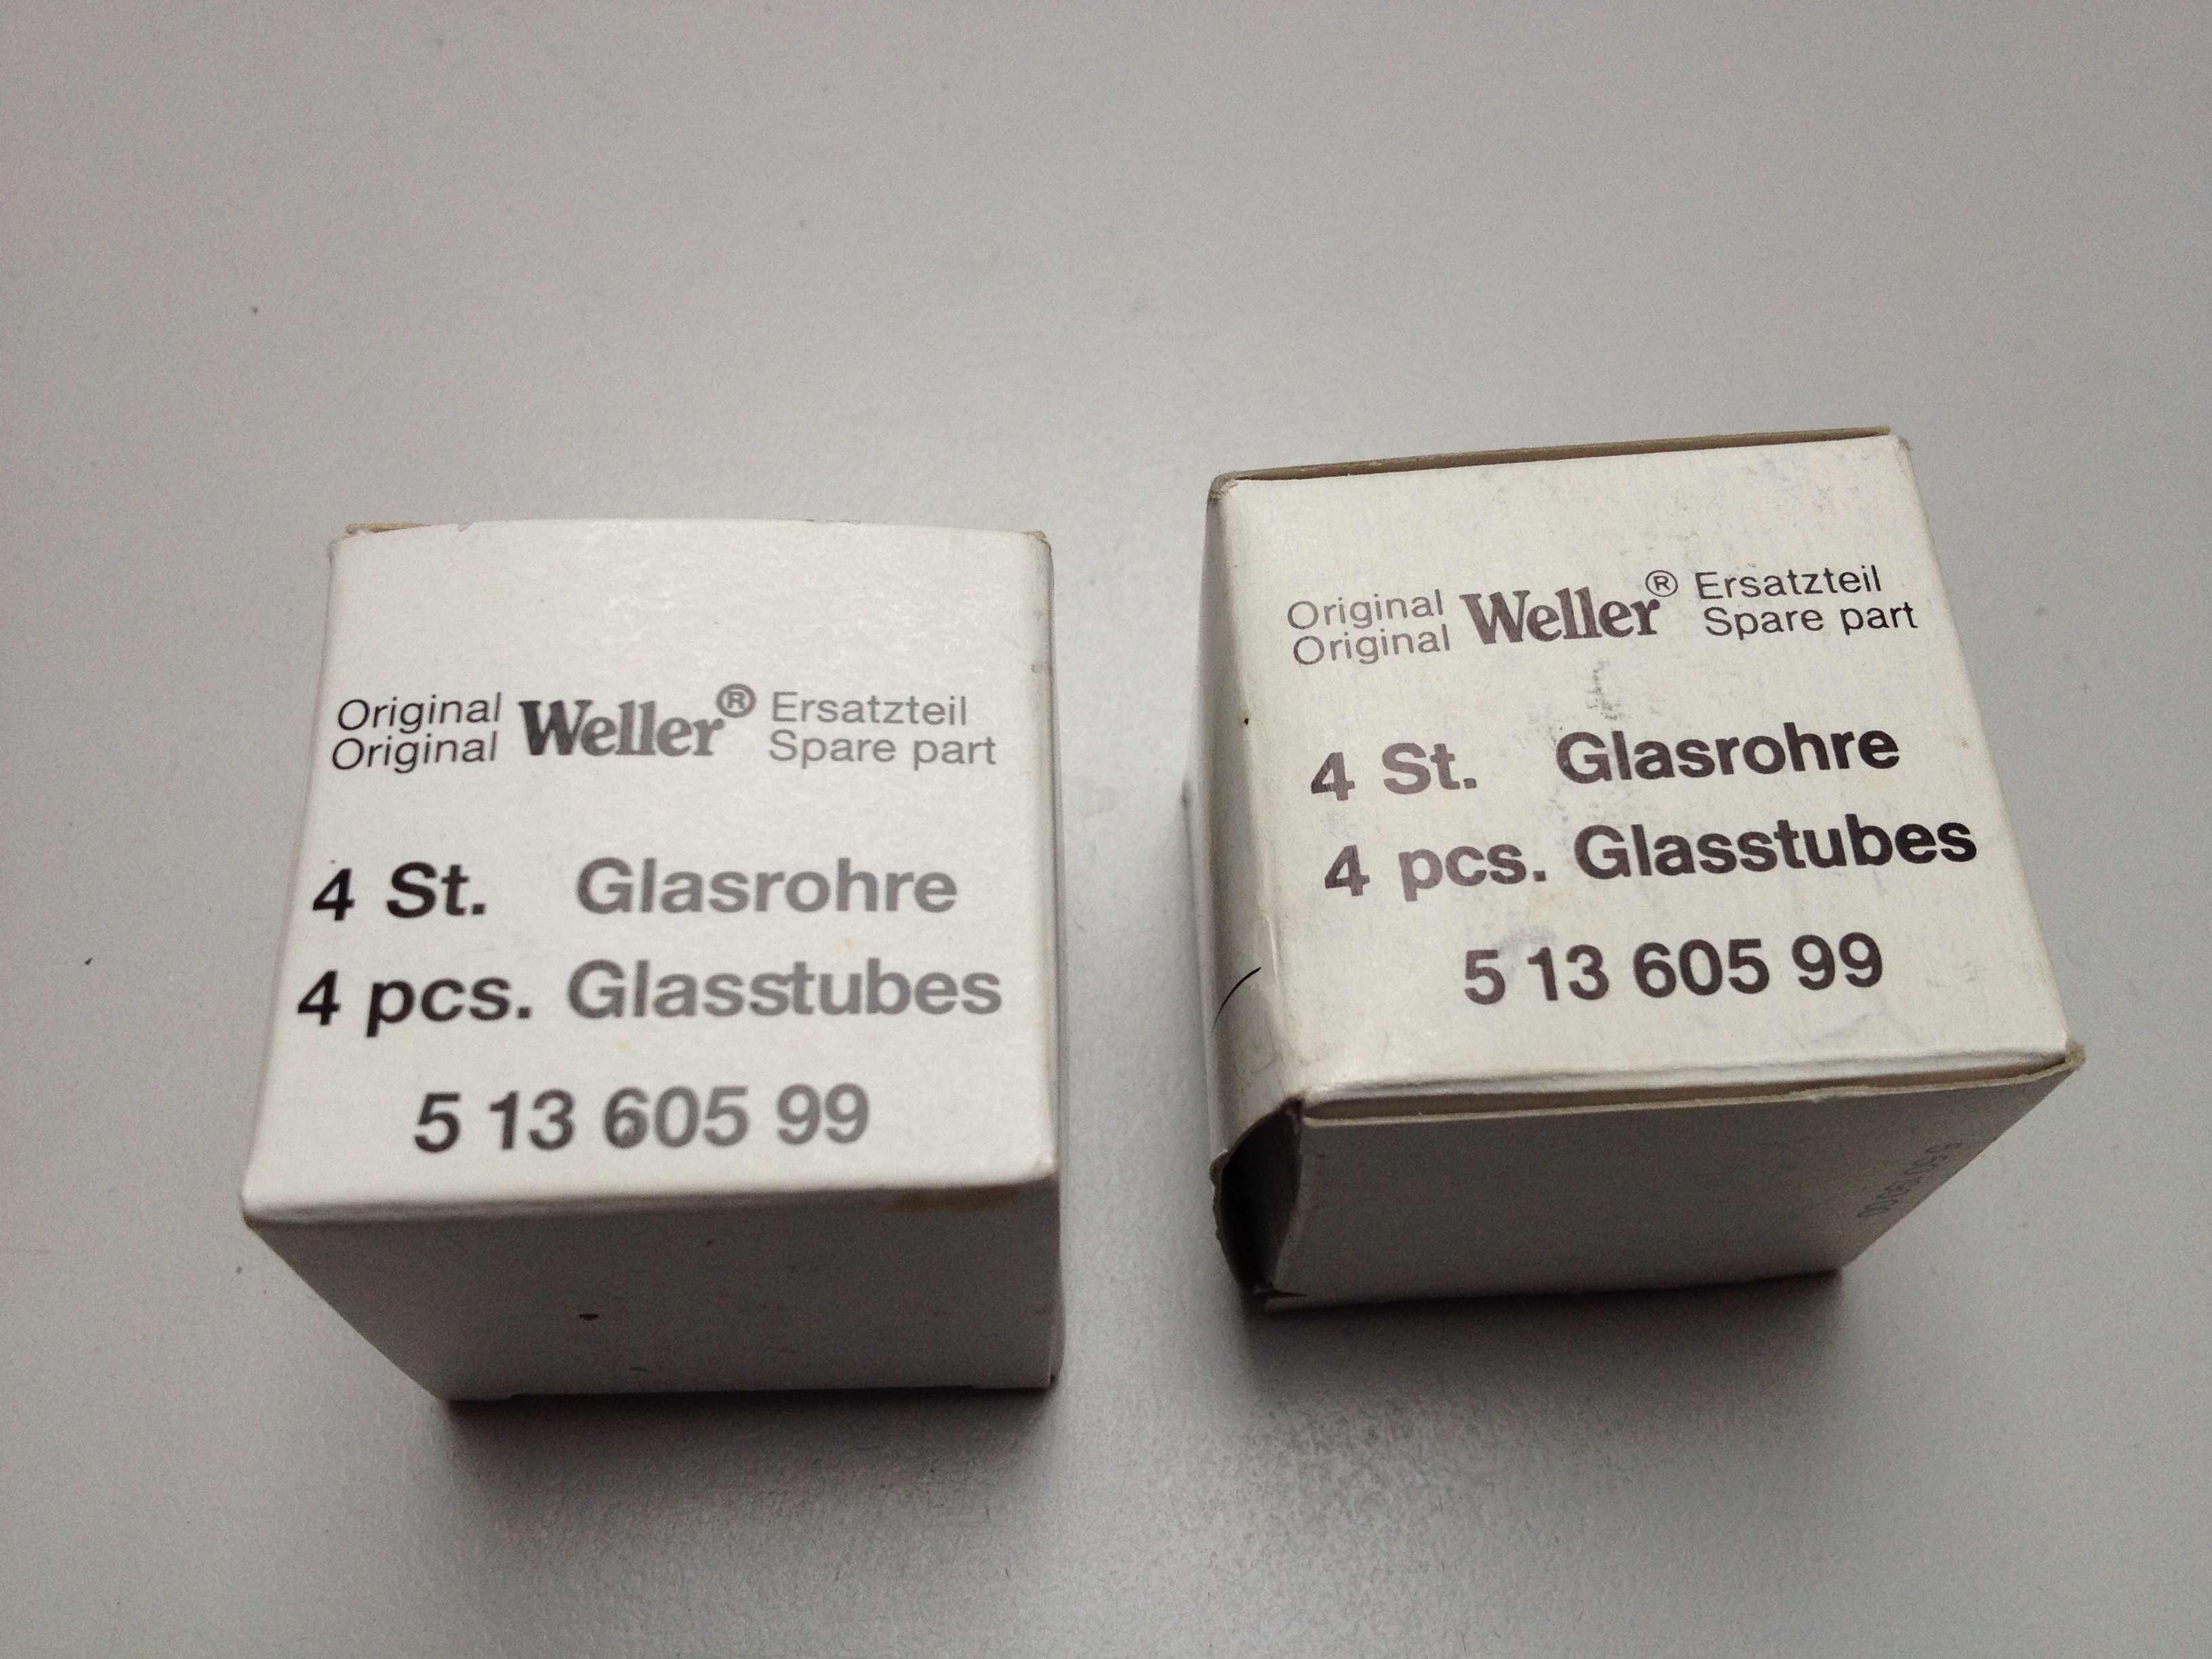 Original Weller® Ersatzteil
Original Spare part
4 St. Glasrohre
4 pcs. Glasstubes
5 13 605 99
Original Weller® Ersatzteil
Original Spare part
4 St. Glasrohre
4 pcs. Glasstubes
5 13 605 99